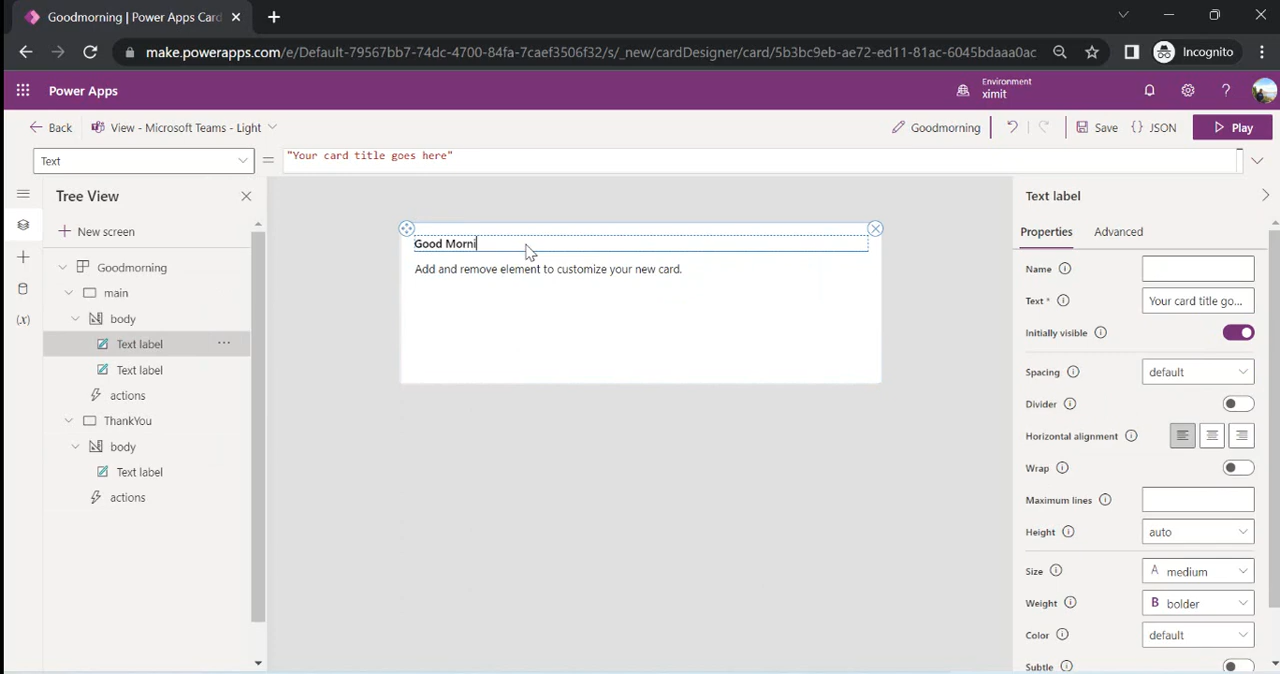 Goodmorning | Power Apps Card
make.powerapps.com/e/Default-79567bb7-74dc-4700-84fa-7caef3506f32/s/_new/cardDesigner/card/5b3bc9eb-ae72-ed11-81ac-6045bdaaa0ac
Incognito
Power Apps
Environment
ximit
?
Back
View - Microsoft Teams - Light
Goodmorning
Save
{ } JSON
Play
Text
=
"Your card title goes here"
Tree View
New screen
Goodmorning
main
body
Text label
...
Text label
actions
ThankYou
body
Text label
actions
(x)
Good Morni
Add and remove element to customize your new card.
Text label
Properties
Advanced
Name
Text *
Your card title go...
Initially visible
Spacing
default
Divider
Horizontal alignment
Wrap
Maximum lines
Height
auto
Size
A medium
Weight
B bolder
Color
default
Subtle